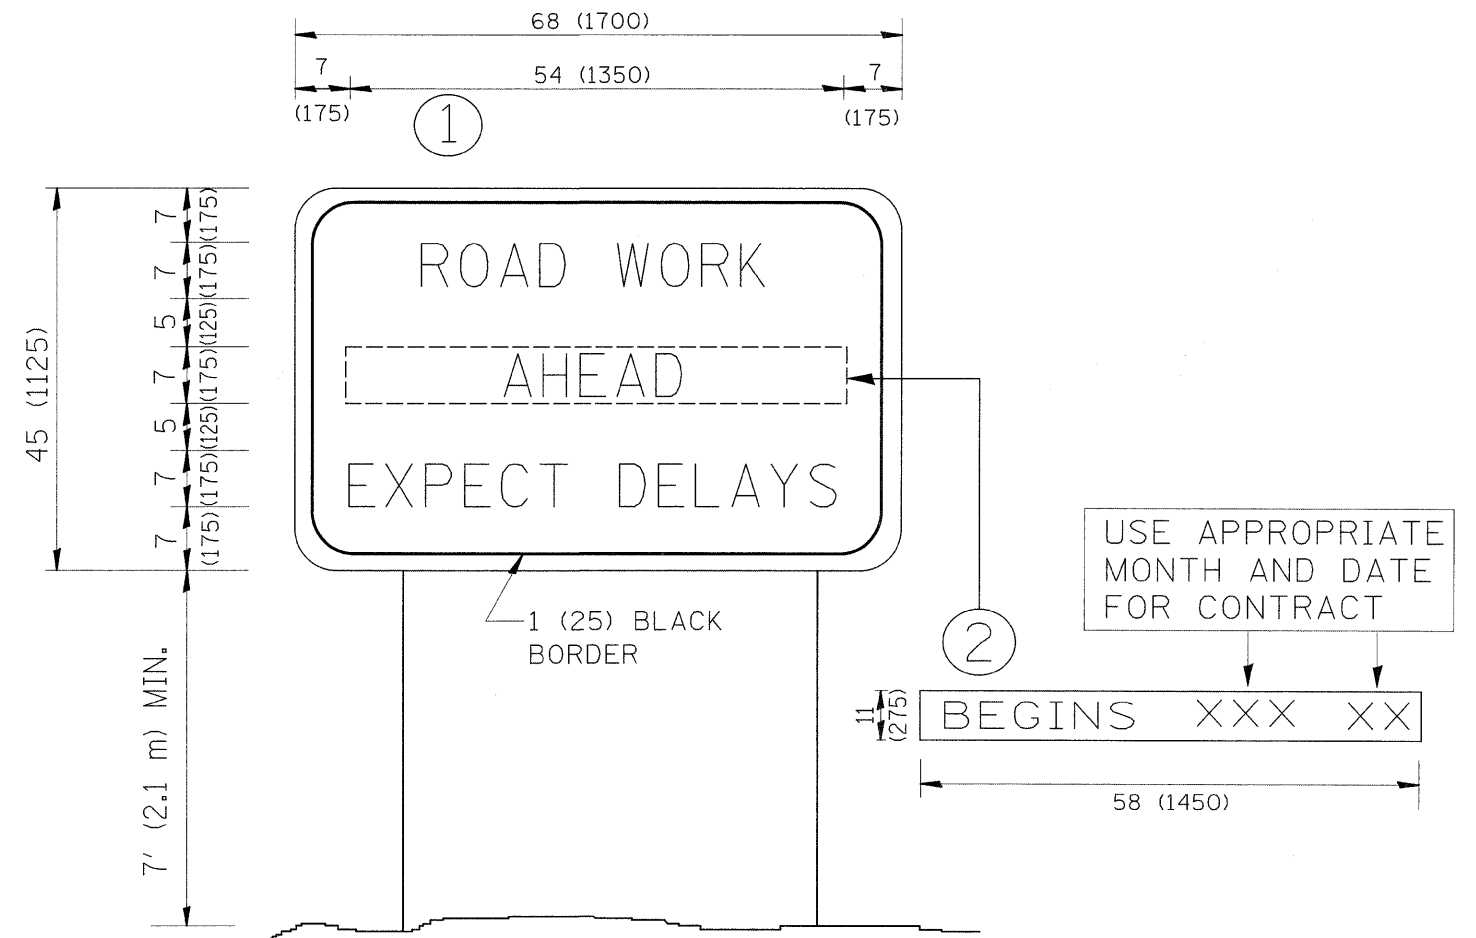 68 (1700)
7
54 (1350)
7
(175)
(175)
1
45 (1125)
7
(175)
7
(175)
5
(125)
7
(175)
5
(125)
7
(175)
7
(175)
ROAD WORK
AHEAD
EXPECT DELAYS
1 (25) BLACK
BORDER
7' (2.1 m) MIN.
2
USE APPROPRIATE
MONTH AND DATE
FOR CONTRACT
11
(275)
BEGINS XXX XX
58 (1450)